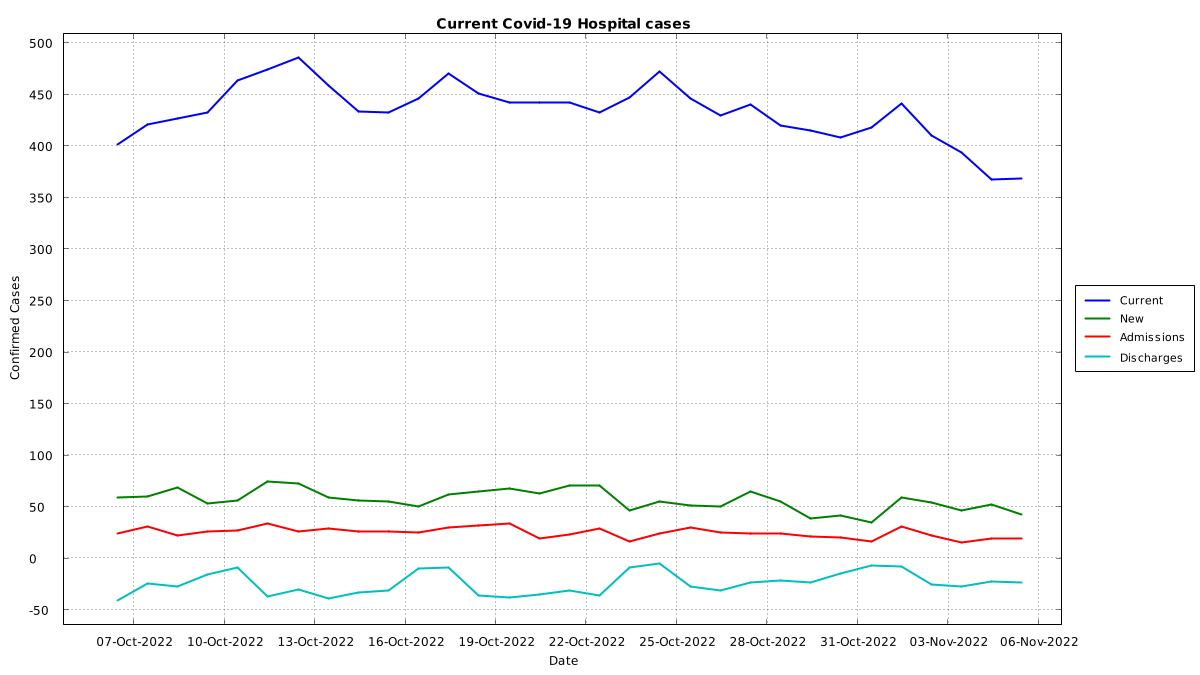 Current Covid-19 Hospital cases
500
450
400
350
300
250
200
150
100
50
0
-50
Confirmed Cases
07-Oct-2022 10-Oct-2022 13-Oct-2022 16-Oct-2022 19-Oct-2022 22-Oct-2022 25-Oct-2022 28-Oct-2022 31-Oct-2022 03-Nov-2022 06-Nov-2022
Date
Current
New
Admissions
Discharges